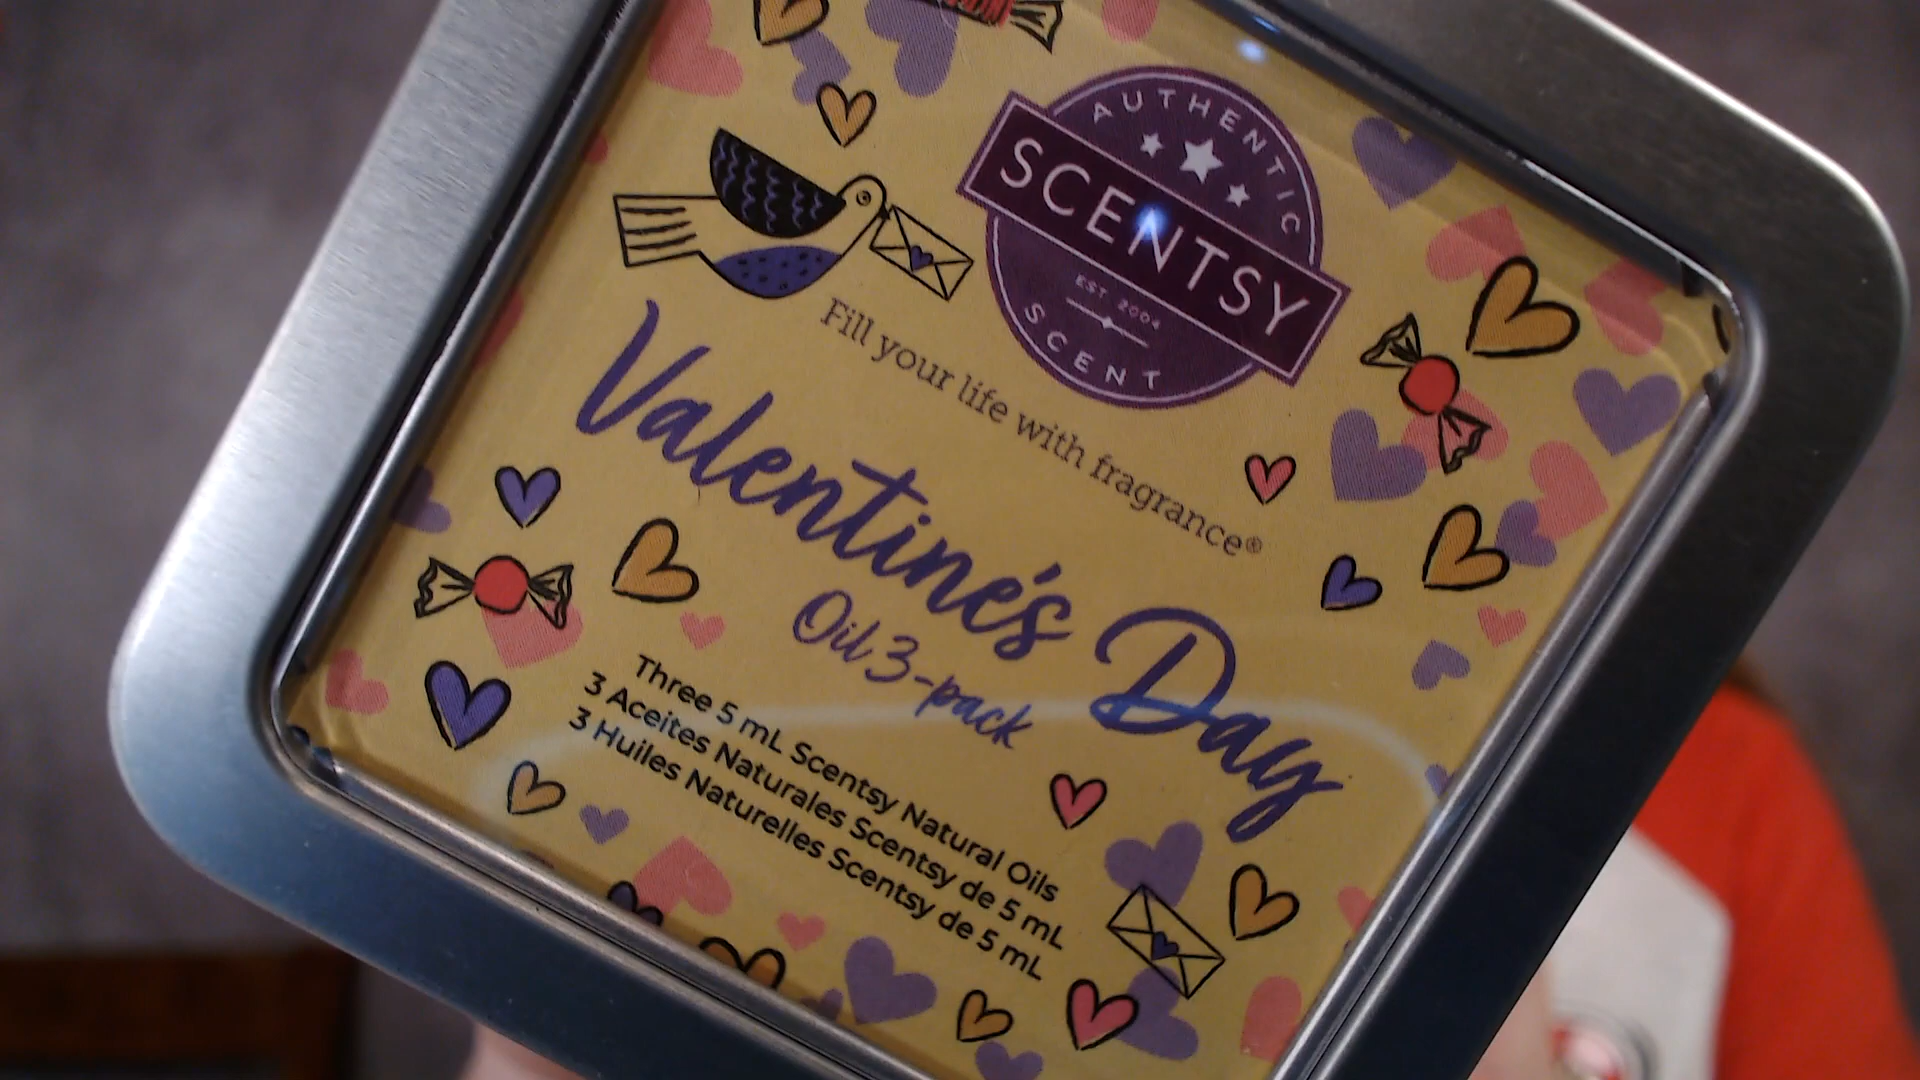 AUTHENTIC
SCENTSY
EST. 2004
SCENT
Fill your life with fragrance®
Valentine's Day
Oil 3-pack
Three 5 mL Scentsy Natural Oils
3 Aceites Naturales Scentsy de 5 mL
3 Huiles Naturelles Scentsy de 5 mL